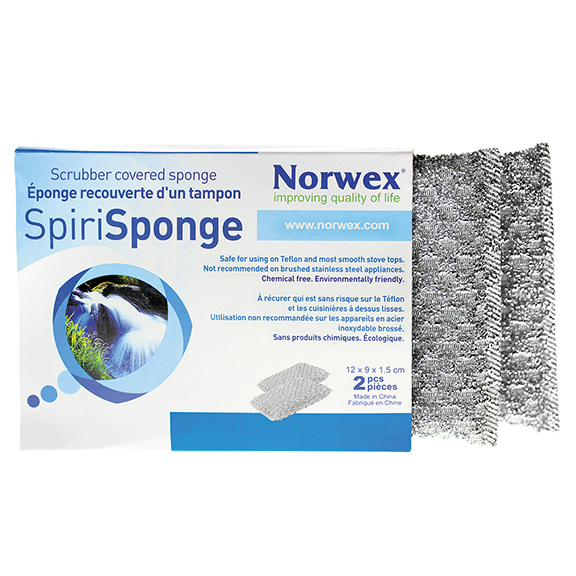 Scrubber covered sponge
Éponge recouverte d'un tampon
SpiriSponge
Norwex®
improving quality of life
www.norwex.com
Safe for using on Teflon and most smooth stove tops.
Not recommended on brushed stainless steel appliances.
Chemical free. Environmentally friendly.
À récurer qui est sans risque sur le Téflon
et les cuisinières à dessus lisses.
Utilisation non recommandée sur les appareils en acier
inoxydable brossé.
Sans produits chimiques. Écologique.
12 x 9 x 1.5 cm
2 pcs
pièces
Made in China
Fabriqué en Chine